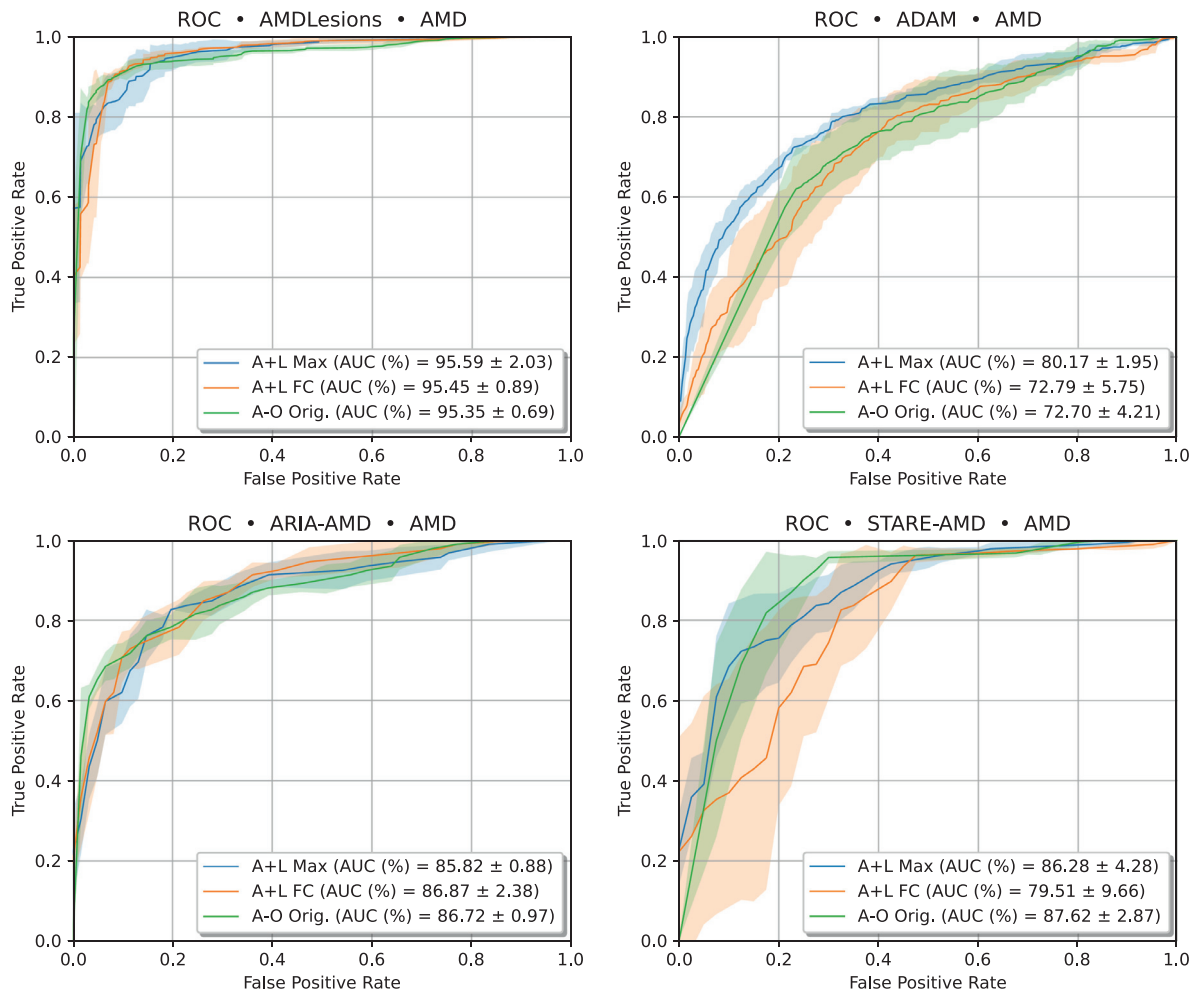 ROC • AMDLesions • AMD
1.0
0.8
0.6
0.4
0.2
0.0
True Positive Rate
A+L Max (AUC (%) = 95.59 ± 2.03)
A+L FC (AUC (%) = 95.45 ± 0.89)
A-O Orig. (AUC (%) = 95.35 ± 0.69)
0.0 0.2 0.4 0.6 0.8 1.0
False Positive Rate
ROC • ADAM • AMD
1.0
0.8
0.6
0.4
0.2
0.0
True Positive Rate
A+L Max (AUC (%) = 80.17 ± 1.95)
A+L FC (AUC (%) = 72.79 ± 5.75)
A-O Orig. (AUC (%) = 72.70 ± 4.21)
0.0 0.2 0.4 0.6 0.8 1.0
False Positive Rate
ROC • ARIA-AMD • AMD
1.0
0.8
0.6
0.4
0.2
0.0
True Positive Rate
A+L Max (AUC (%) = 85.82 ± 0.88)
A+L FC (AUC (%) = 86.87 ± 2.38)
A-O Orig. (AUC (%) = 86.72 ± 0.97)
0.0 0.2 0.4 0.6 0.8 1.0
False Positive Rate
ROC • STARE-AMD • AMD
1.0
0.8
0.6
0.4
0.2
0.0
True Positive Rate
A+L Max (AUC (%) = 86.28 ± 4.28)
A+L FC (AUC (%) = 79.51 ± 9.66)
A-O Orig. (AUC (%) = 87.62 ± 2.87)
0.0 0.2 0.4 0.6 0.8 1.0
False Positive Rate